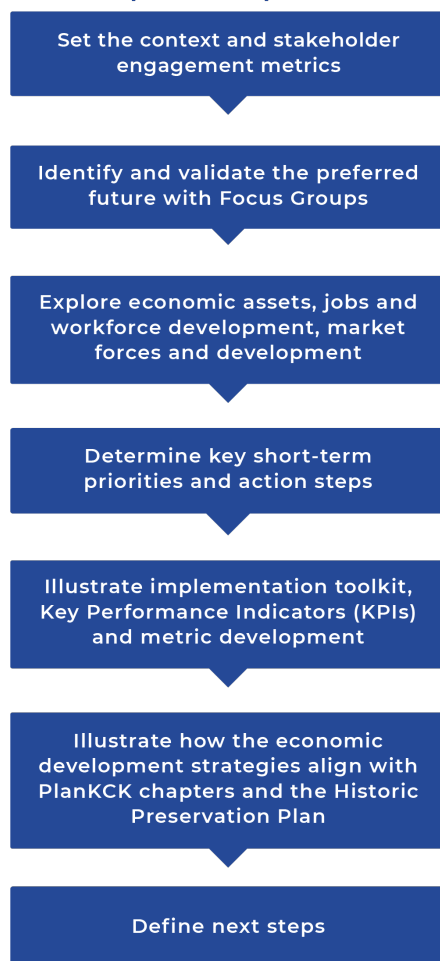 Set the context and stakeholder
engagement metrics
Identify and validate the preferred
future with Focus Groups
Explore economic assets, jobs and
workforce development, market
forces and development
Determine key short-term
priorities and action steps
Illustrate implementation toolkit,
Key Performance Indicators (KPIs)
and metric development
Illustrate how the economic
development strategies align with
PlanKCK chapters and the Historic
Preservation Plan
Define next steps